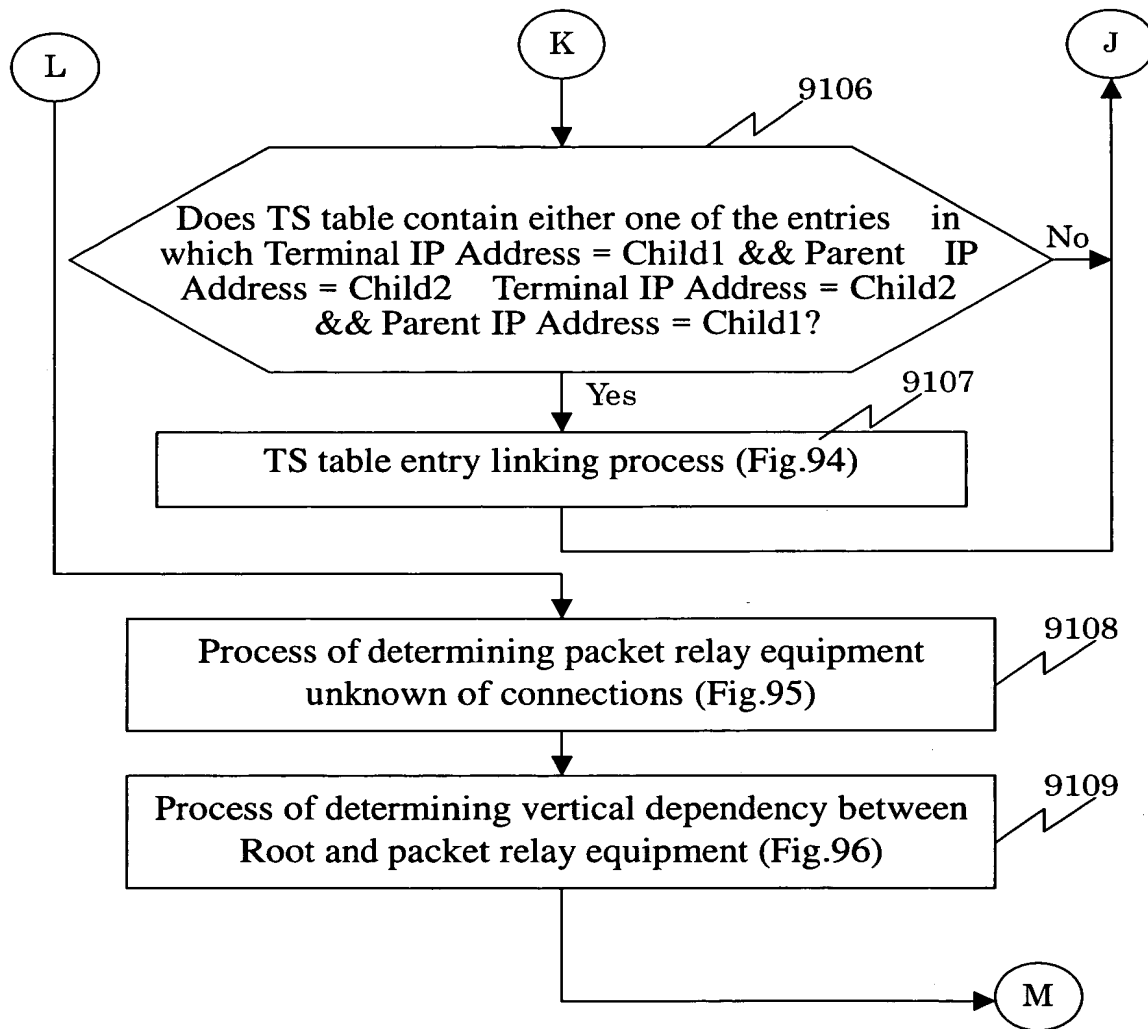 L
K
J
9106
Does TS table contain either one of the entries in
which Terminal IP Address = Child1 && Parent IP
Address = Child2 Terminal IP Address = Child2
&& Parent IP Address = Child1?
No
Yes
9107
TS table entry linking process (Fig.94)
9108
Process of determining packet relay equipment
unknown of connections (Fig.95)
9109
Process of determining vertical dependency between
Root and packet relay equipment (Fig.96)
M